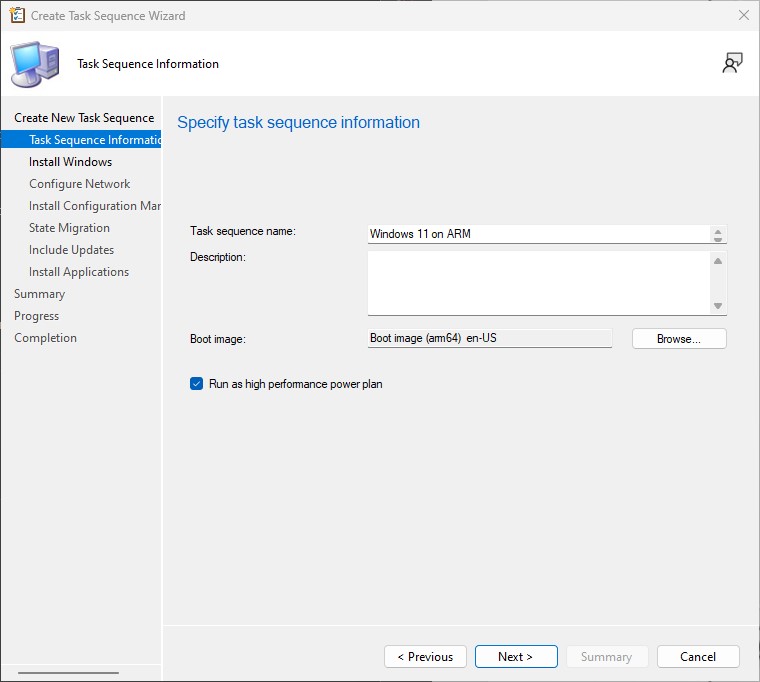 Create Task Sequence Wizard
Task Sequence Information
Create New Task Sequence
Task Sequence Informatic
Install Windows
Configure Network
Install Configuration Mar
State Migration
Include Updates
Install Applications
Summary
Progress
Completion
Specify task sequence information
Task sequence name:
Windows 11 on ARM
Description:
Boot image:
Boot image (arm64) en-US
Browse...
Run as high performance power plan
< Previous
Next >
Summary
Cancel